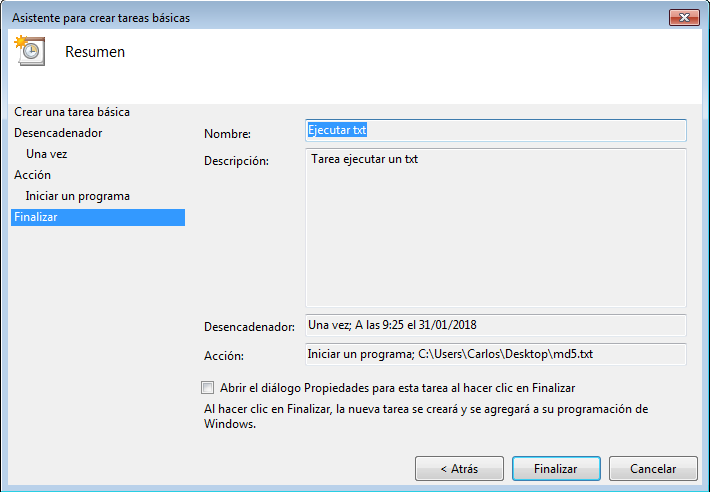 Asistente para crear tareas básicas
Resumen
Crear una tarea básica
Desencadenador
Una vez
Acción
Iniciar un programa
Finalizar
Nombre: Ejecutar txt
Descripción: Tarea ejecutar un txt
Desencadenador: Una vez; A las 9:25 el 31/01/2018
Acción: Iniciar un programa; C:\Users\Carlos\Desktop\md5.txt
Abrir el diálogo Propiedades para esta tarea al hacer clic en Finalizar
Al hacer clic en Finalizar, la nueva tarea se creará y se agregará a su programación de
Windows.
< Atrás Finalizar Cancelar